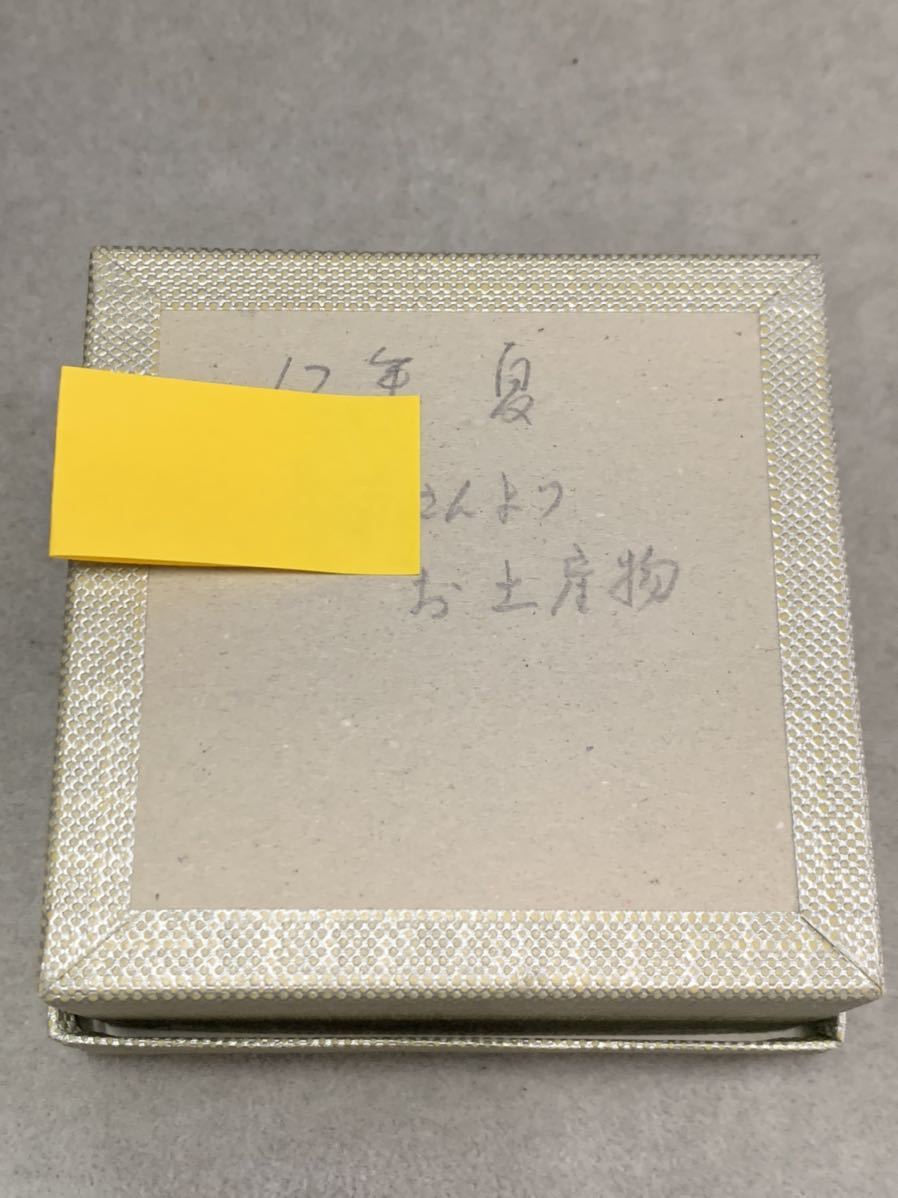 17年 夏
さんより
お土産物